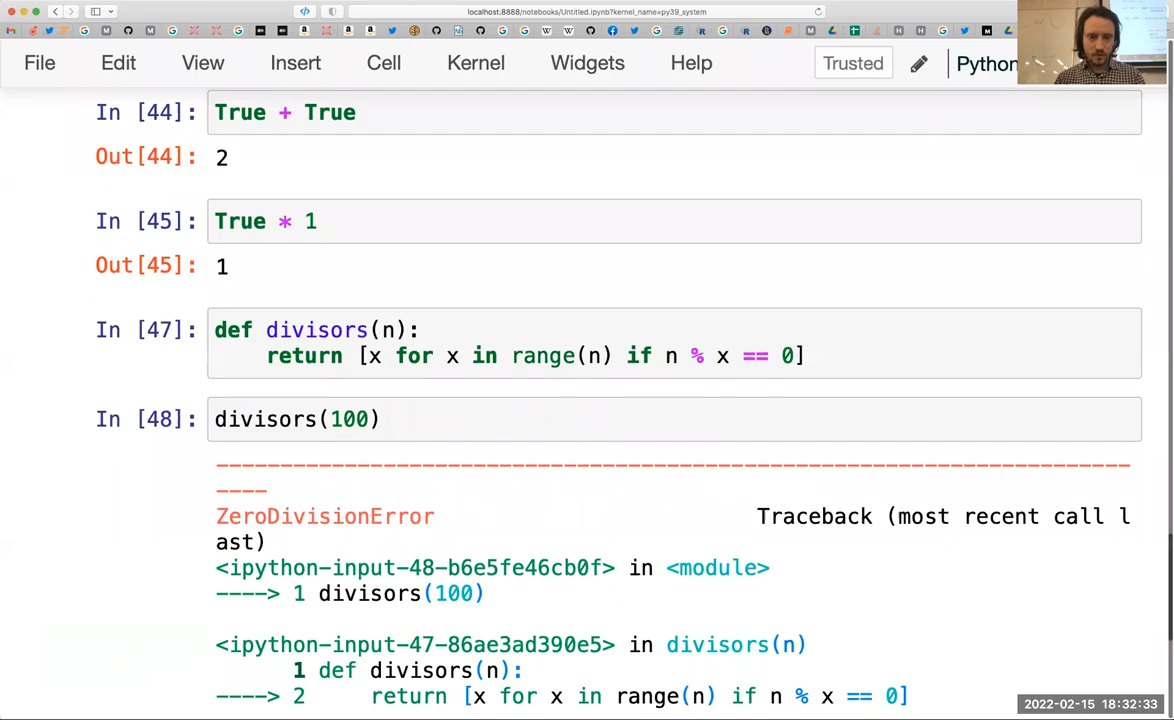 localhost:8888/notebooks/Untitled.ipynb?kernel_name=py39_system
File Edit View Insert Cell Kernel Widgets Help Trusted Python
In [44]: True + True
Out[44]: 2
In [45]: True * 1
Out[45]: 1
In [47]: def divisors(n):
return [x for x in range(n) if n % x == 0]
In [48]: divisors(100)
---------------------------------------------------------------------------
ZeroDivisionError Traceback (most recent call l
ast)
<ipython-input-48-b6e5fe46cb0f> in <module>
----> 1 divisors(100)
<ipython-input-47-86ae3ad390e5> in divisors(n)
1 def divisors(n):
----> 2 return [x for x in range(n) if n % x == 0]
2022-02-15 18:32:33